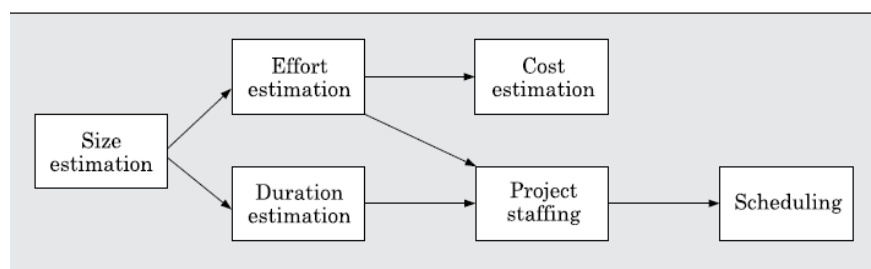 Size
estimation
Effort
estimation
Cost
estimation
Duration
estimation
Project
staffing
Scheduling